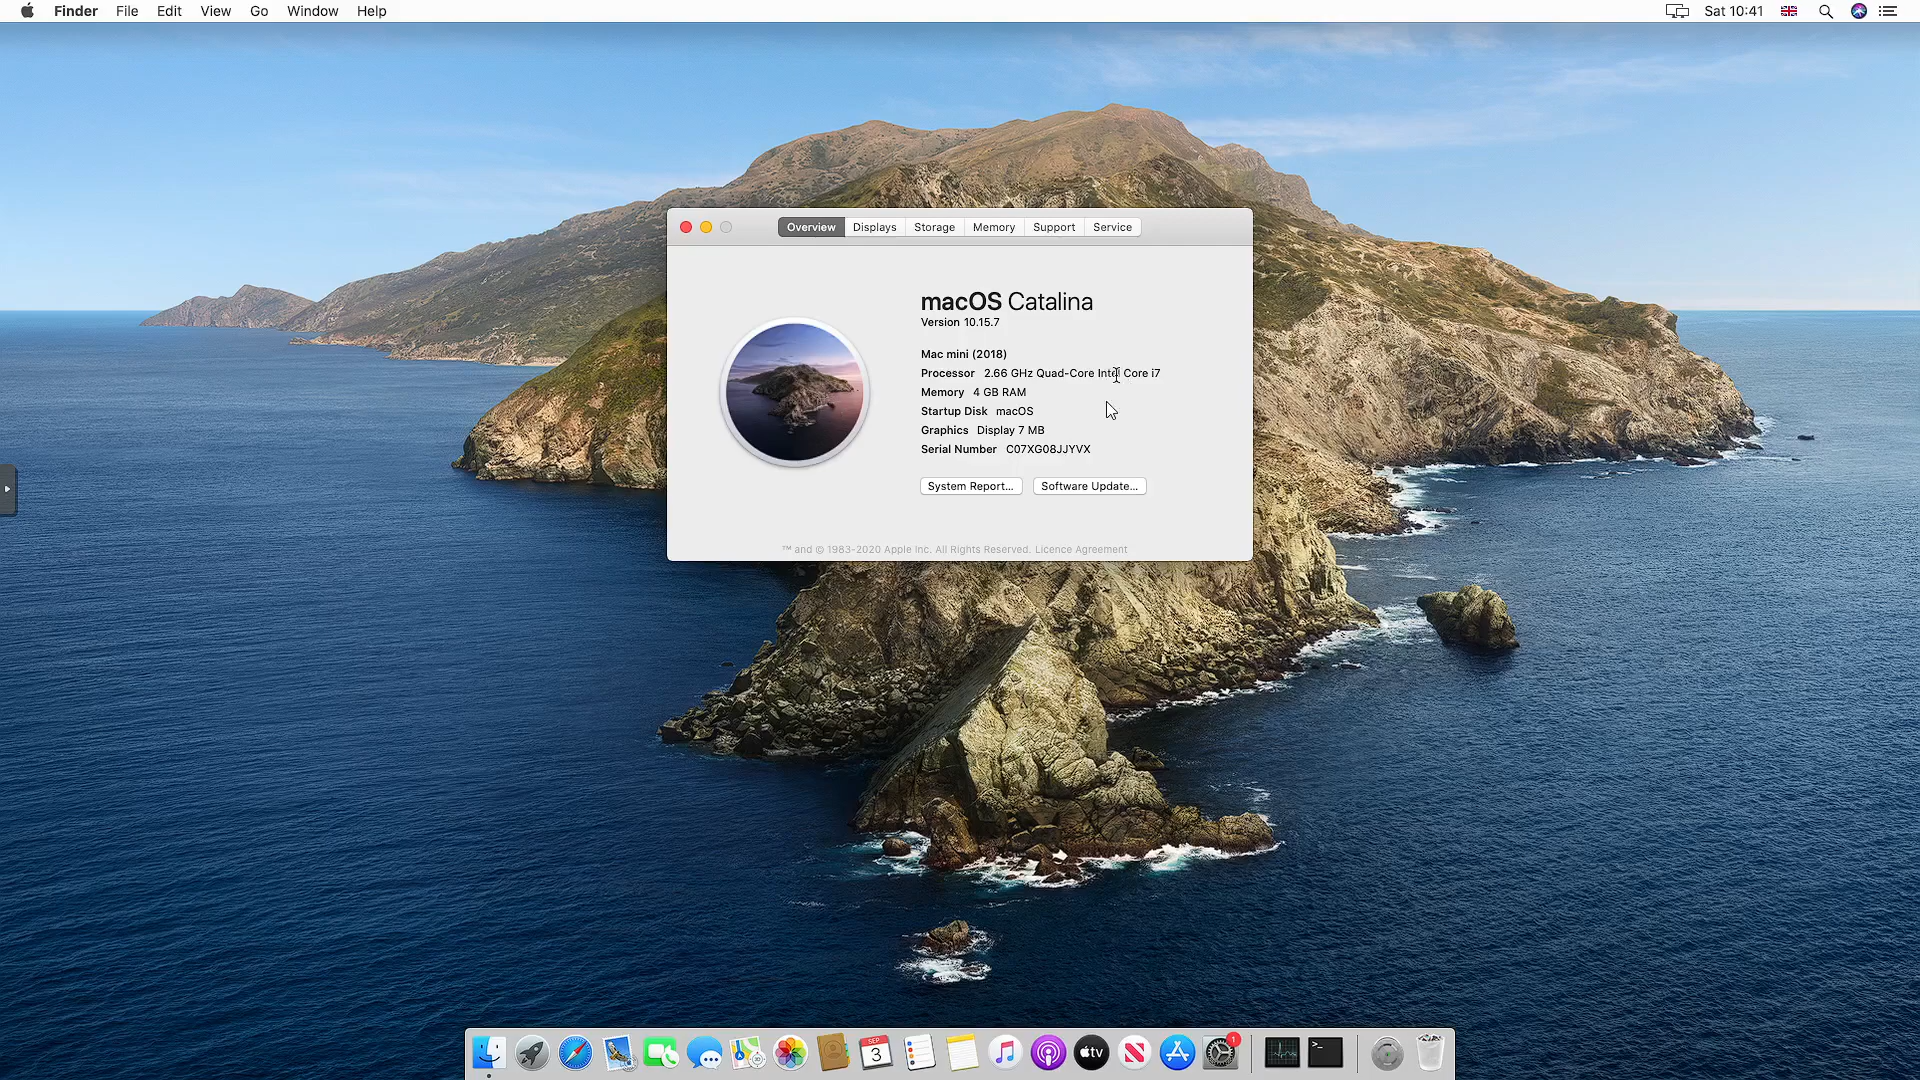 Finder File Edit View Go Window Help Sat 10:41
Overview Displays Storage Memory Support Service
macOS Catalina
Version 10.15.7
Mac mini (2018)
Processor 2.66 GHz Quad-Core Intel Core i7
Memory 4 GB RAM
Startup Disk macOS
Graphics Display 7 MB
Serial Number C07XG08JJYVX
System Report... Software Update...
™ and © 1983-2020 Apple Inc. All Rights Reserved. Licence Agreement
SEP
3
tv
1
>_